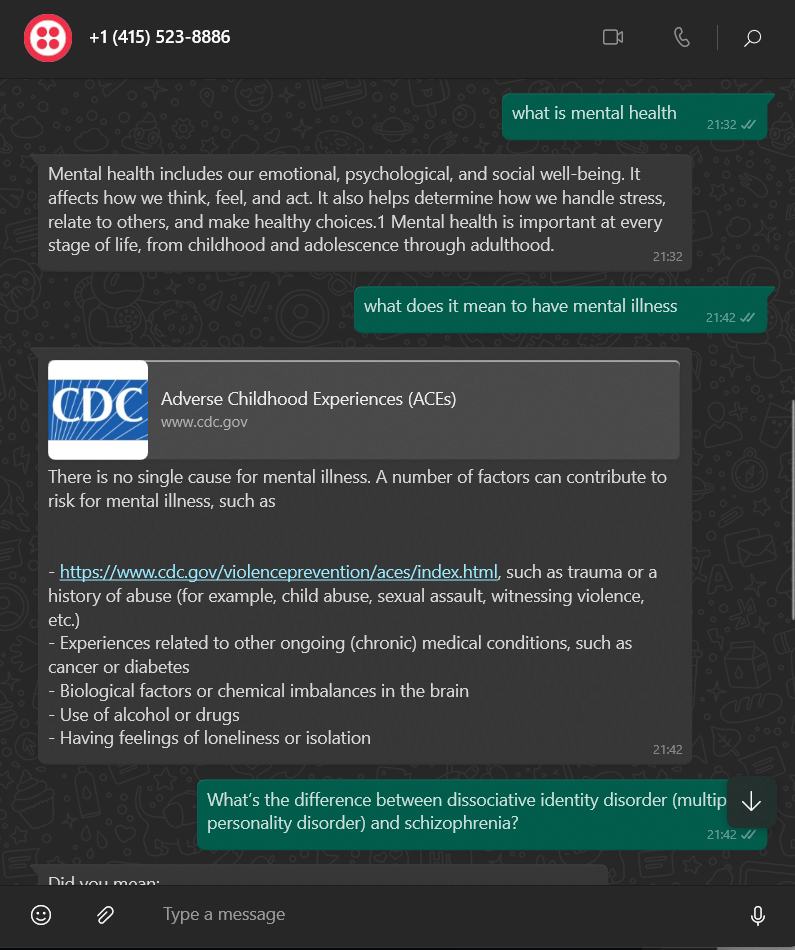 +1 (415) 523-8886
what is mental health
21:32
Mental health includes our emotional, psychological, and social well-being. It
affects how we think, feel, and act. It also helps determine how we handle stress,
relate to others, and make healthy choices.1 Mental health is important at every
stage of life, from childhood and adolescence through adulthood.
21:32
what does it mean to have mental illness
21:42
CDC
Adverse Childhood Experiences (ACEs)
www.cdc.gov
There is no single cause for mental illness. A number of factors can contribute to
risk for mental illness, such as
- https://www.cdc.gov/violenceprevention/aces/index.html, such as trauma or a
history of abuse (for example, child abuse, sexual assault, witnessing violence,
etc.)
- Experiences related to other ongoing (chronic) medical conditions, such as
cancer or diabetes
- Biological factors or chemical imbalances in the brain
- Use of alcohol or drugs
- Having feelings of loneliness or isolation
21:42
What's the difference between dissociative identity disorder (multip
personality disorder) and schizophrenia?
21:42
Did you mean:
Type a message